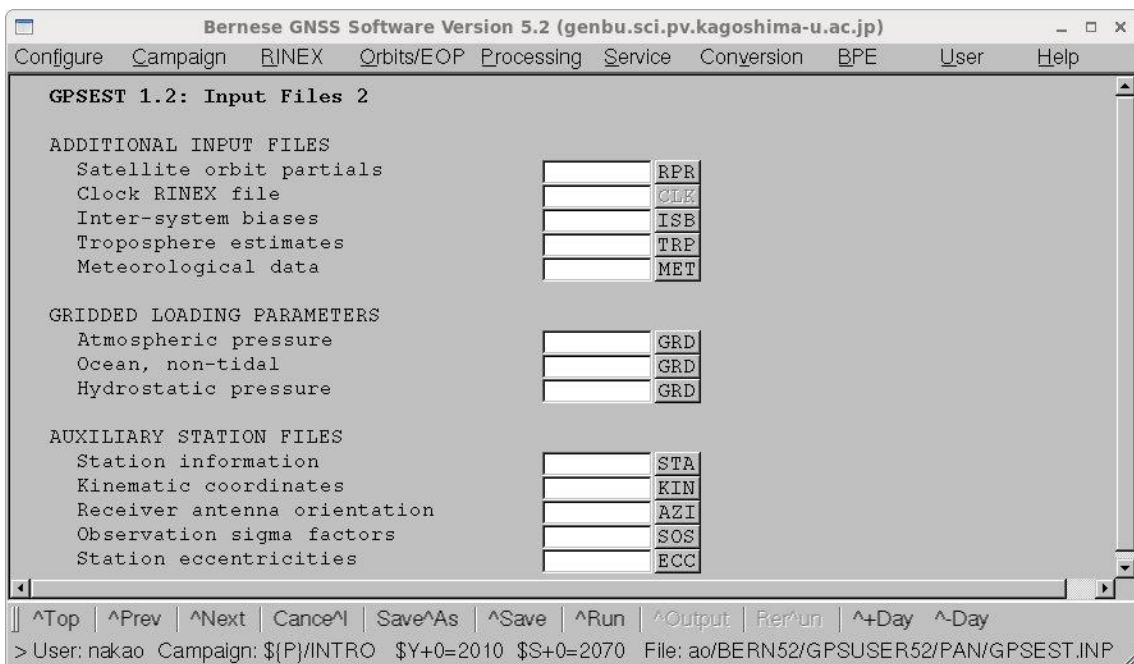 Bernese GNSS Software Version 5.2 (genbu.sci.pv.kagoshima-u.ac.jp)
Configure Campaign RINEX Orbits/EOP Processing Service Conversion BPE User Help
GPSEST 1.2: Input Files 2
ADDITIONAL INPUT FILES
Satellite orbit partials RPR
Clock RINEX file CLK
Inter-system biases ISB
Troposphere estimates TRP
Meteorological data MET
GRIDDED LOADING PARAMETERS
Atmospheric pressure GRD
Ocean, non-tidal GRD
Hydrostatic pressure GRD
AUXILIARY STATION FILES
Station information STA
Kinematic coordinates KIN
Receiver antenna orientation AZI
Observation sigma factors SOS
Station eccentricities ECC
^Top | ^Prev | ^Next | Cance^l | Save^As | ^Save | ^Run | ^Output | Rer^un | ^+Day ^-Day
> User: nakao Campaign: ${P}/INTRO $Y+0=2010 $S+0=2070 File: ao/BERN52/GPSUSER52/PAN/GPSEST.INP